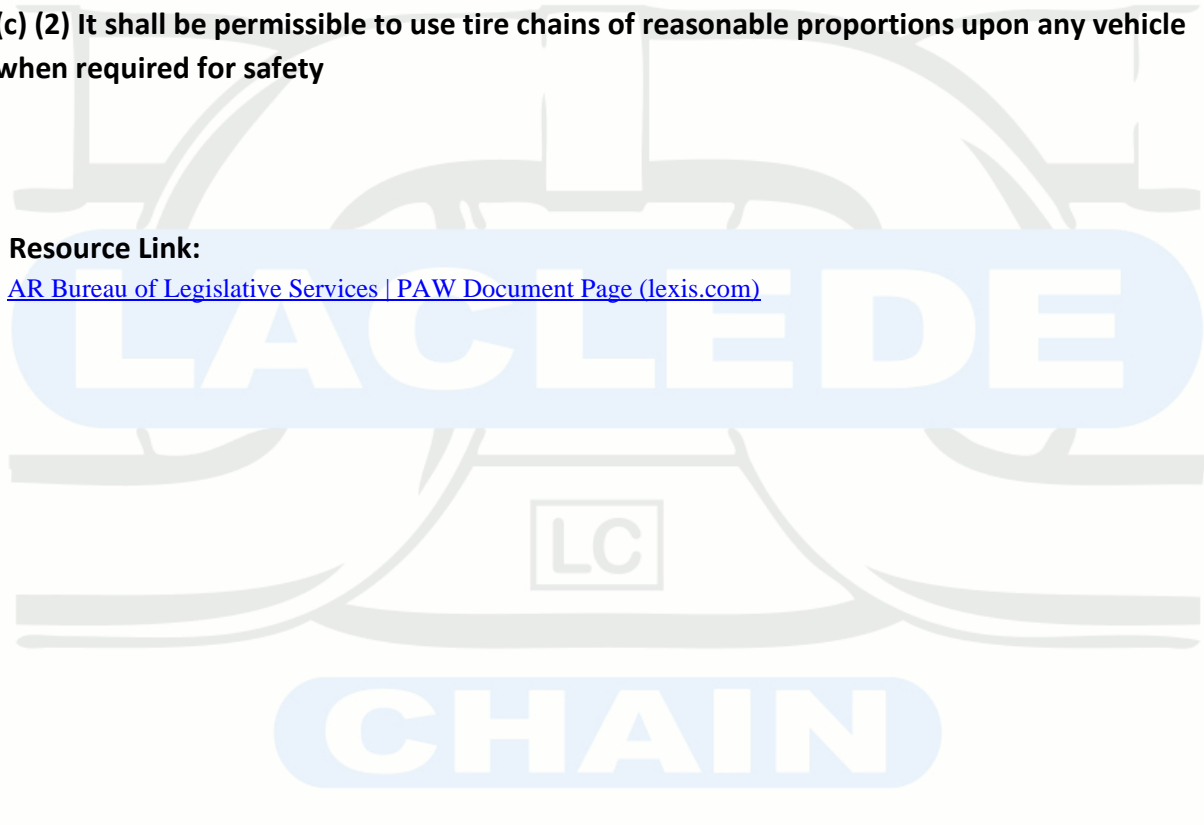 (c) (2) It shall be permissible to use tire chains of reasonable proportions upon any vehicle
when required for safety
Resource Link:
AR Bureau of Legislative Services | PAW Document Page (lexis.com)
LACLEDE
LC
CHAIN